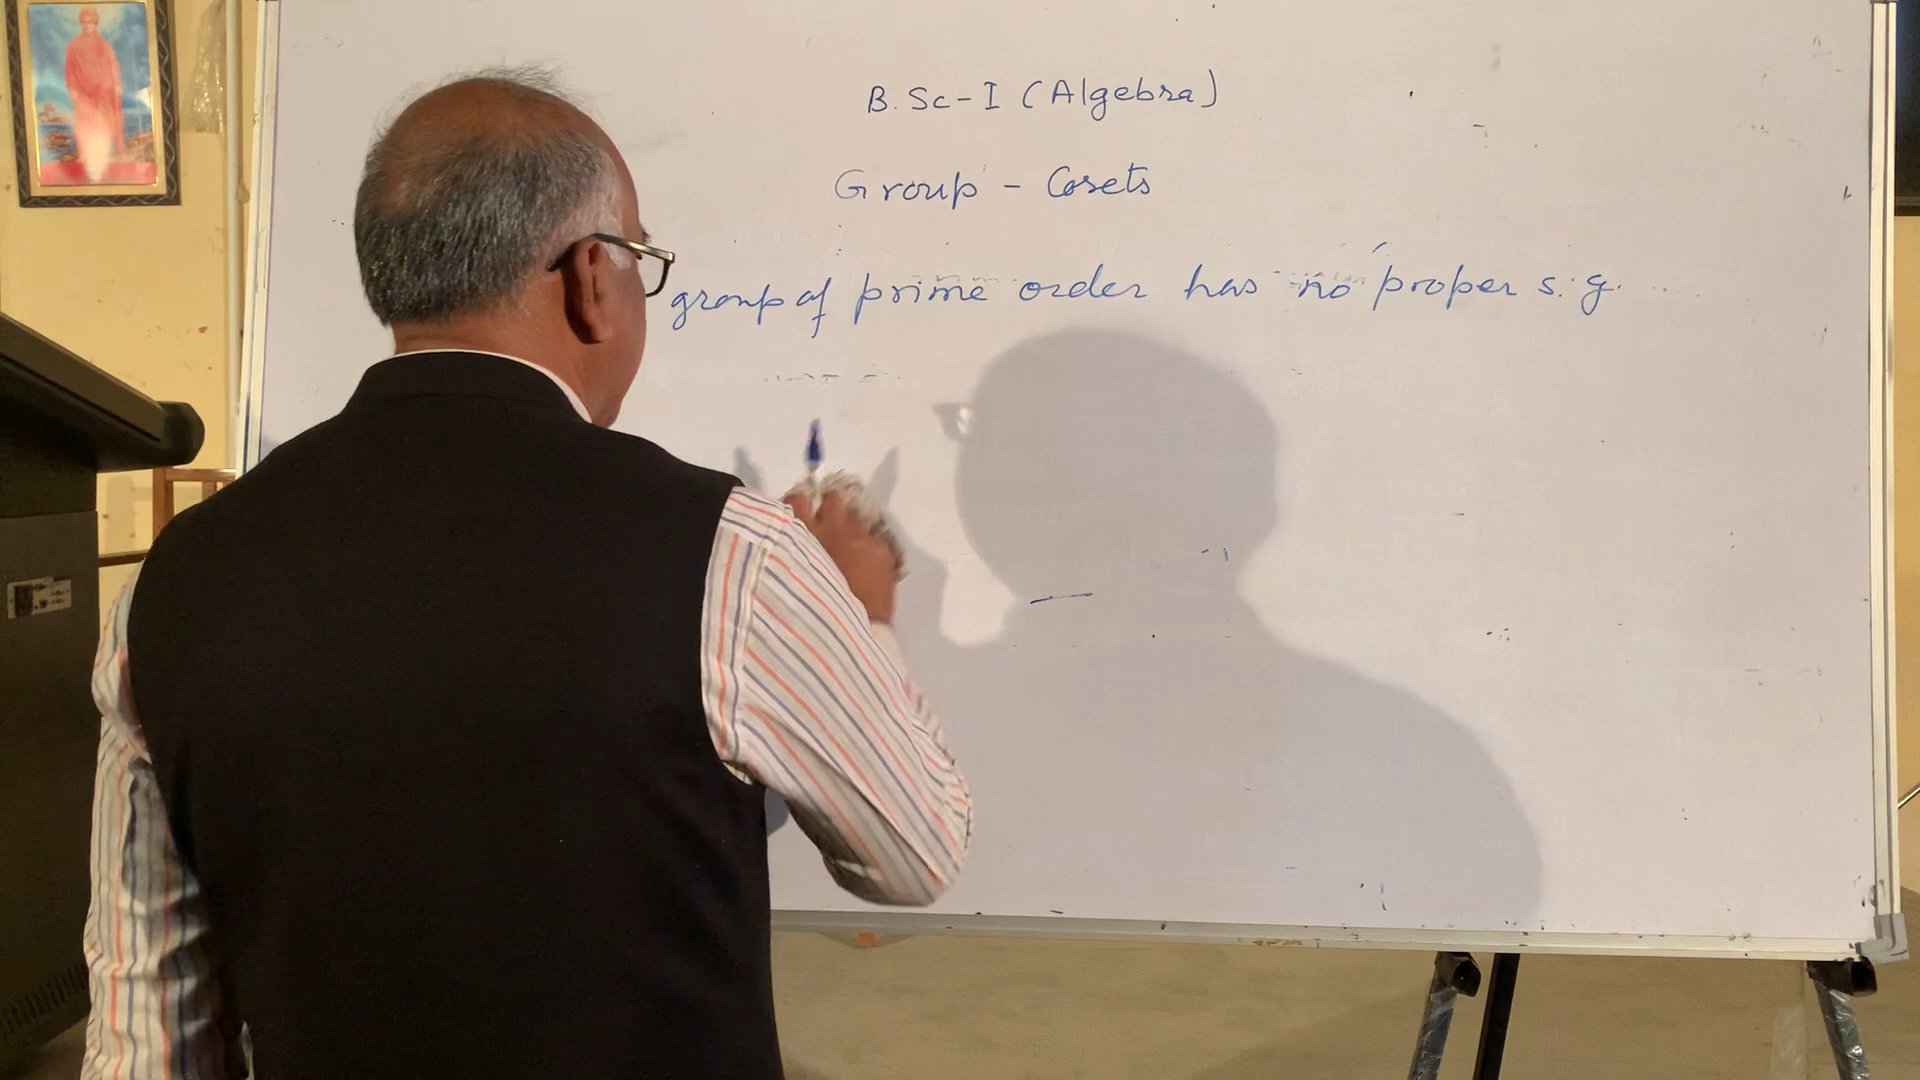 B. Sc - I (Algebra)
Group - Cosets
group of prime order has no proper s.g.